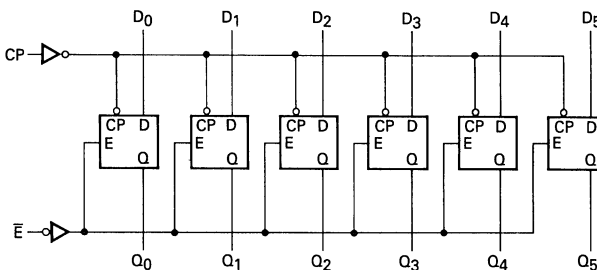 D0 D1 D2 D3 D4 D5
CP
CP D CP D CP D CP D CP D CP D
E E E E E E
Q Q Q Q Q Q
E̅
Q0 Q1 Q2 Q3 Q4 Q5